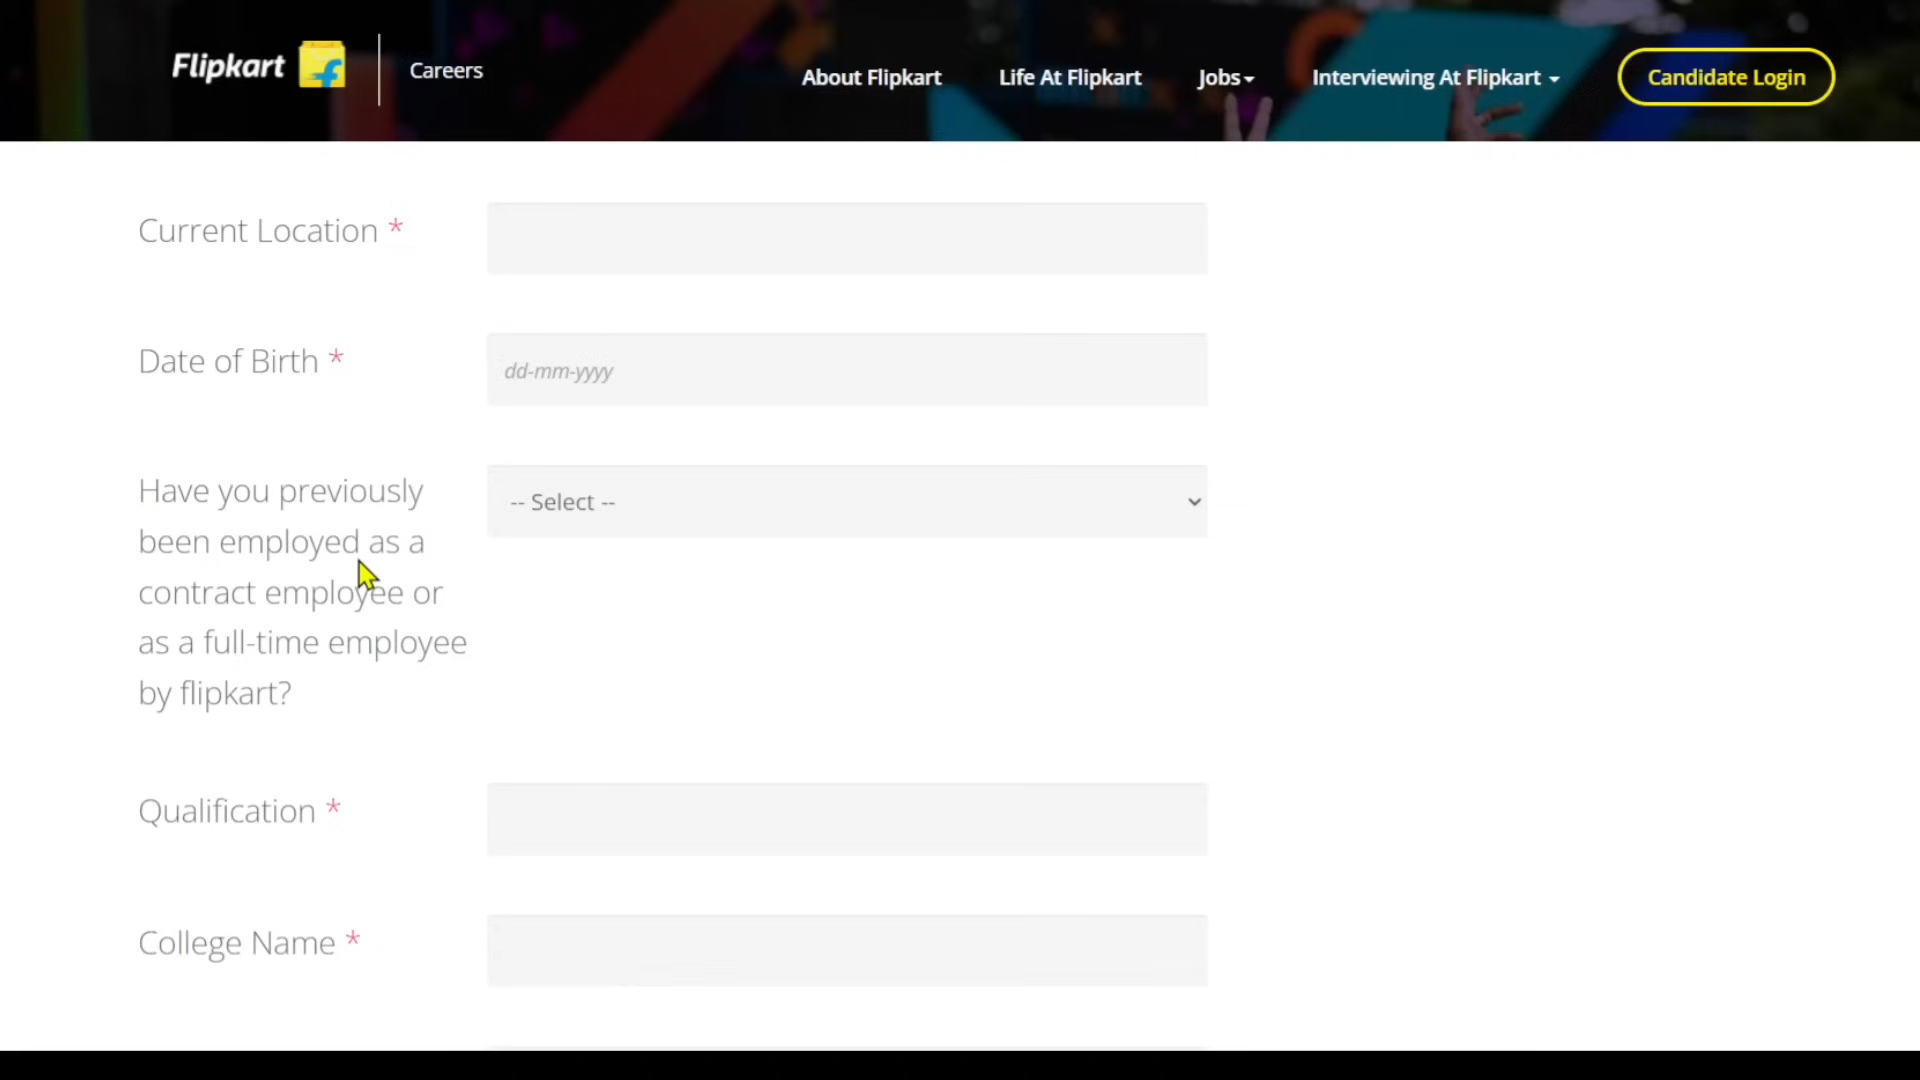 Flipkart Careers About Flipkart Life At Flipkart Jobs Interviewing At Flipkart Candidate Login
Current Location *
Date of Birth * dd-mm-yyyy
Have you previously -- Select --
been employed as a
contract employee or
as a full-time employee
by flipkart?
Qualification *
College Name *